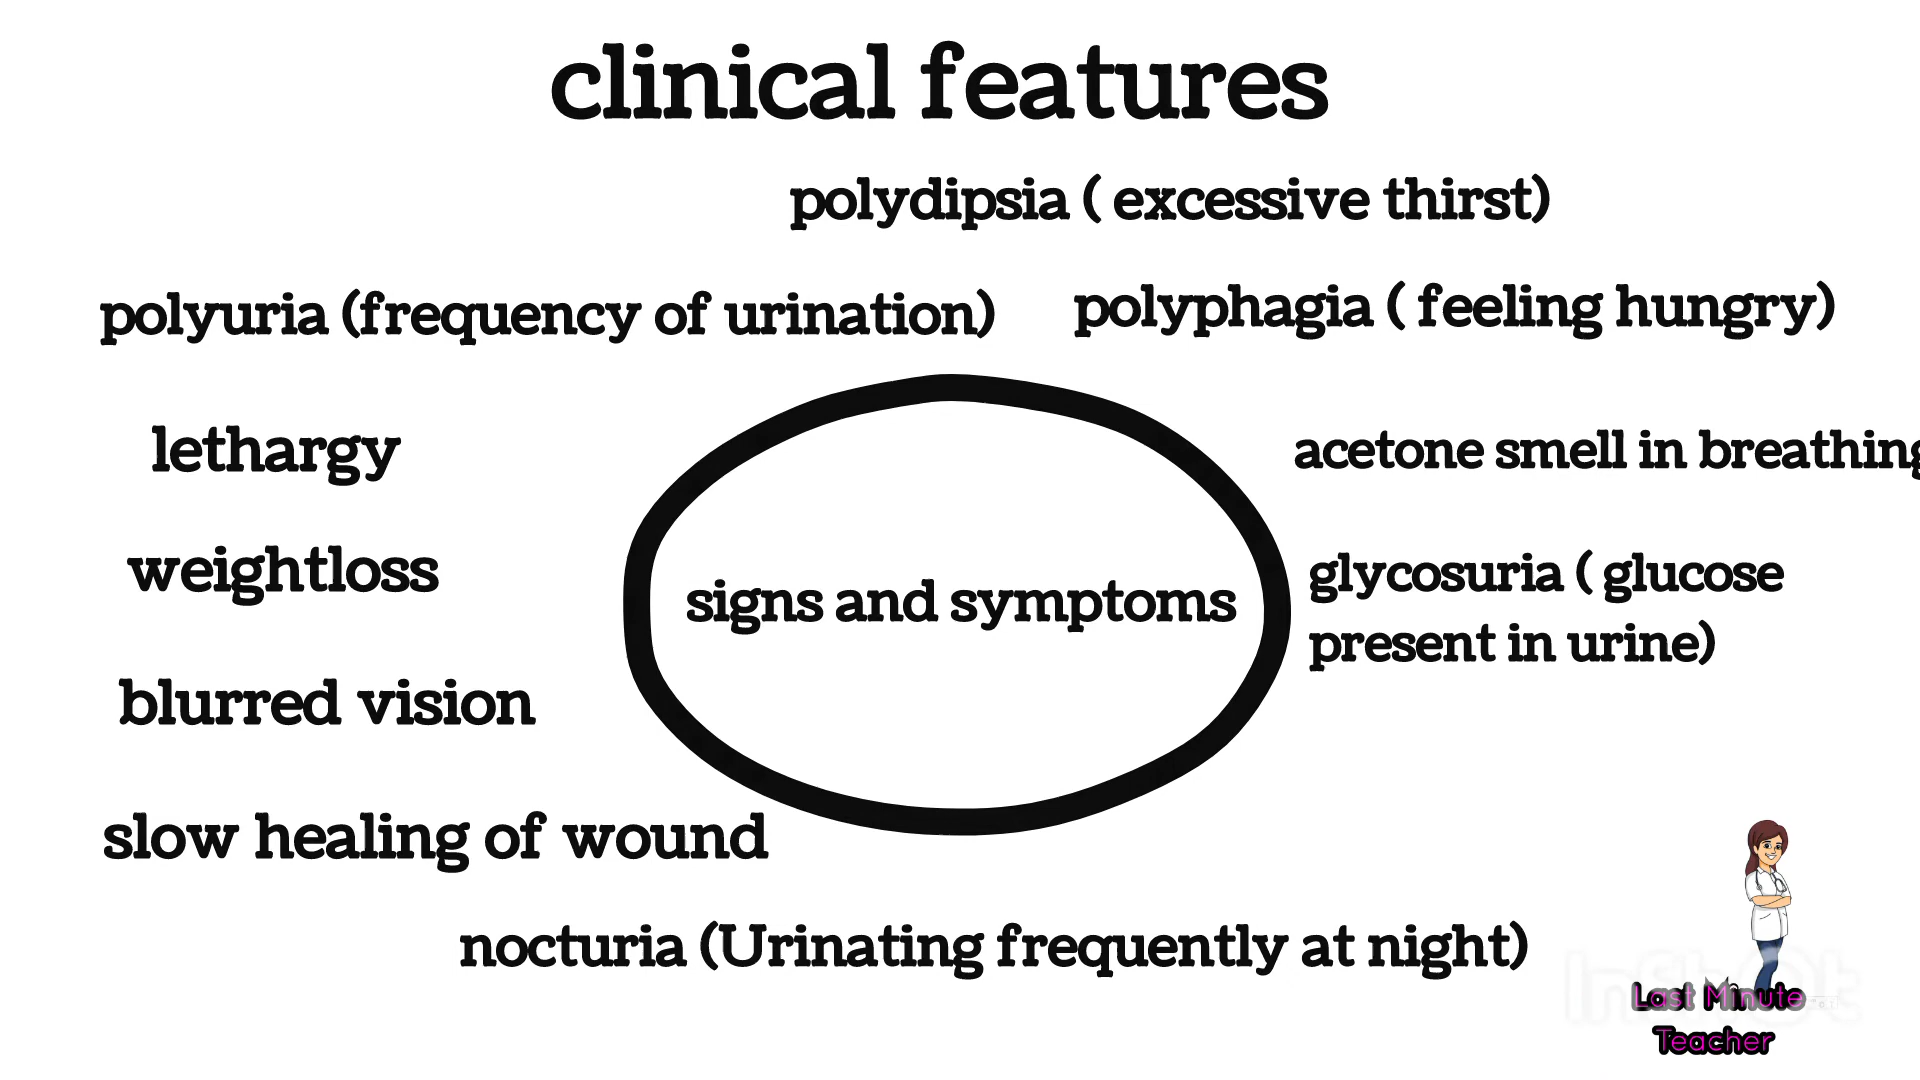 clinical features
polydipsia ( excessive thirst)
polyuria (frequency of urination)
polyphagia ( feeling hungry)
lethargy
acetone smell in breathing
weightloss
glycosuria ( glucose
present in urine)
signs and symptoms
blurred vision
slow healing of wound
nocturia (Urinating frequently at night)
InShot
Last Minute
Teacher